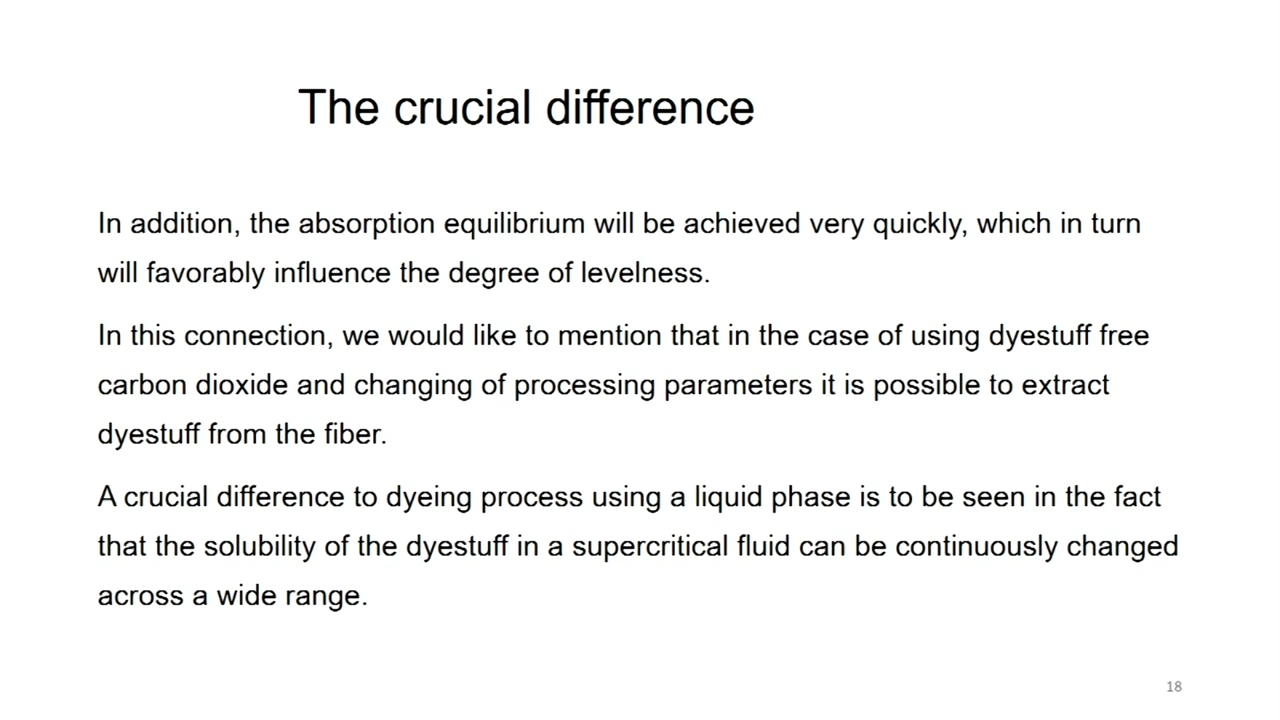 The crucial difference
In addition, the absorption equilibrium will be achieved very quickly, which in turn
will favorably influence the degree of levelness.
In this connection, we would like to mention that in the case of using dyestuff free
carbon dioxide and changing of processing parameters it is possible to extract
dyestuff from the fiber.
A crucial difference to dyeing process using a liquid phase is to be seen in the fact
that the solubility of the dyestuff in a supercritical fluid can be continuously changed
across a wide range.
18